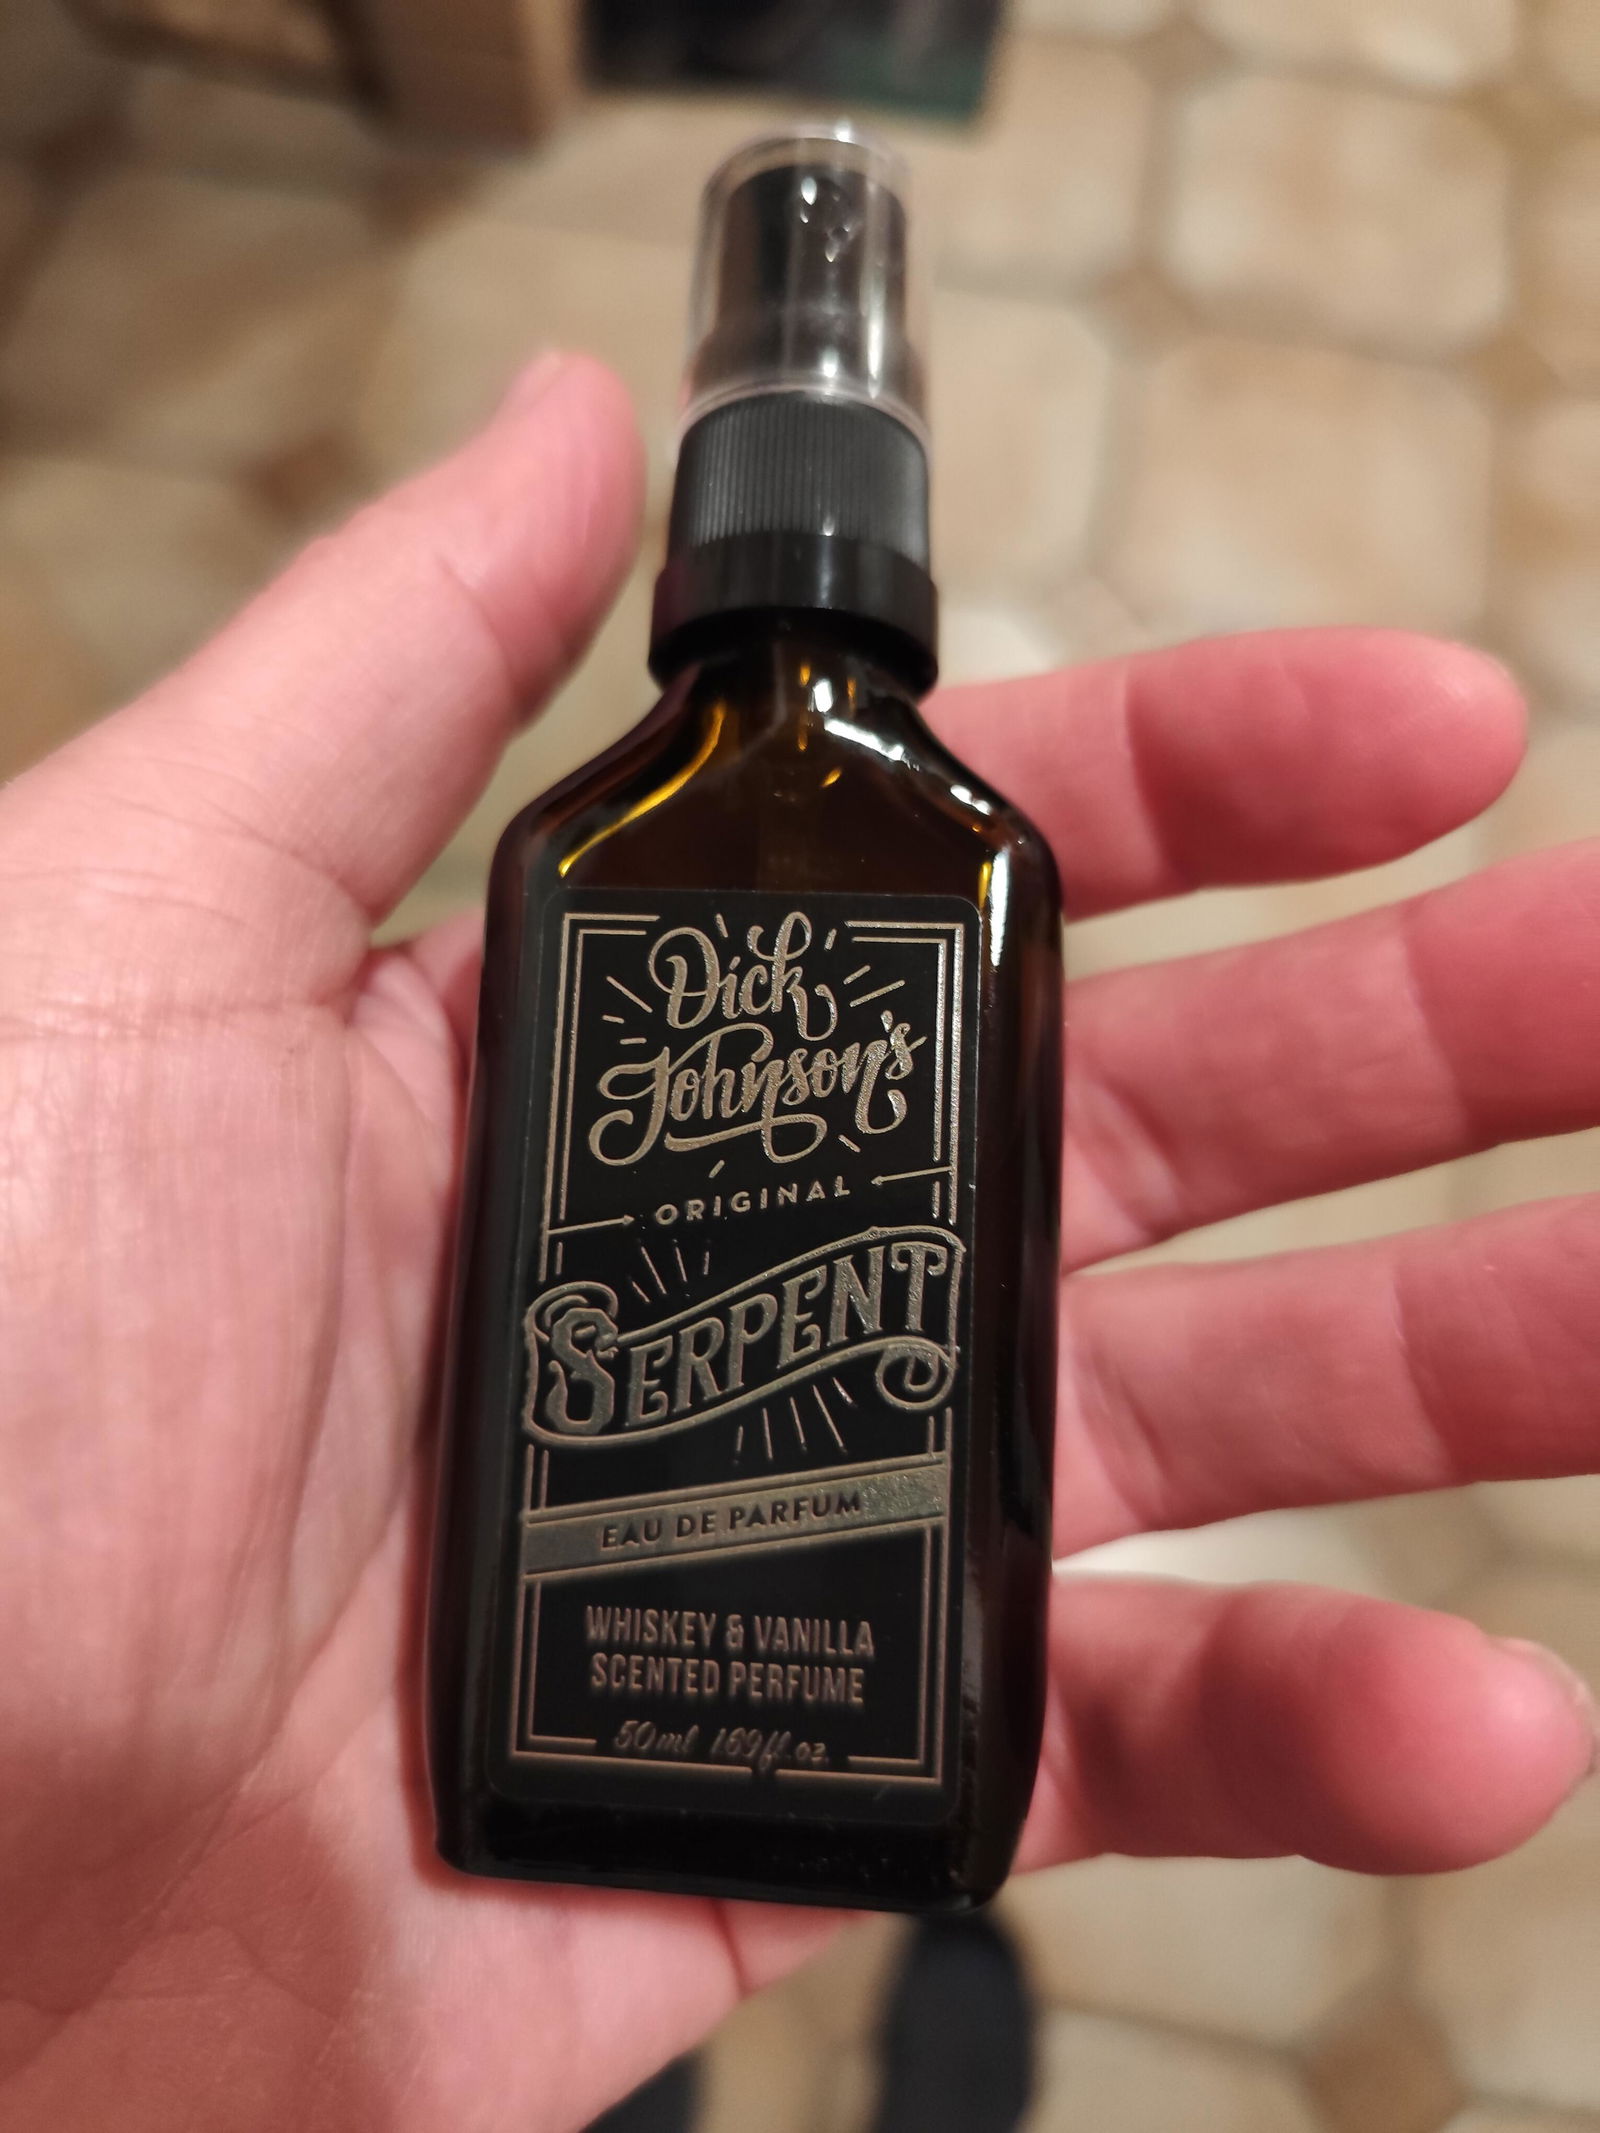 Dick
Johnson's
ORIGINAL
SERPENT
EAU DE PARFUM
WHISKEY & VANILLA
SCENTED PERFUME
50ml 1.69fl. oz.